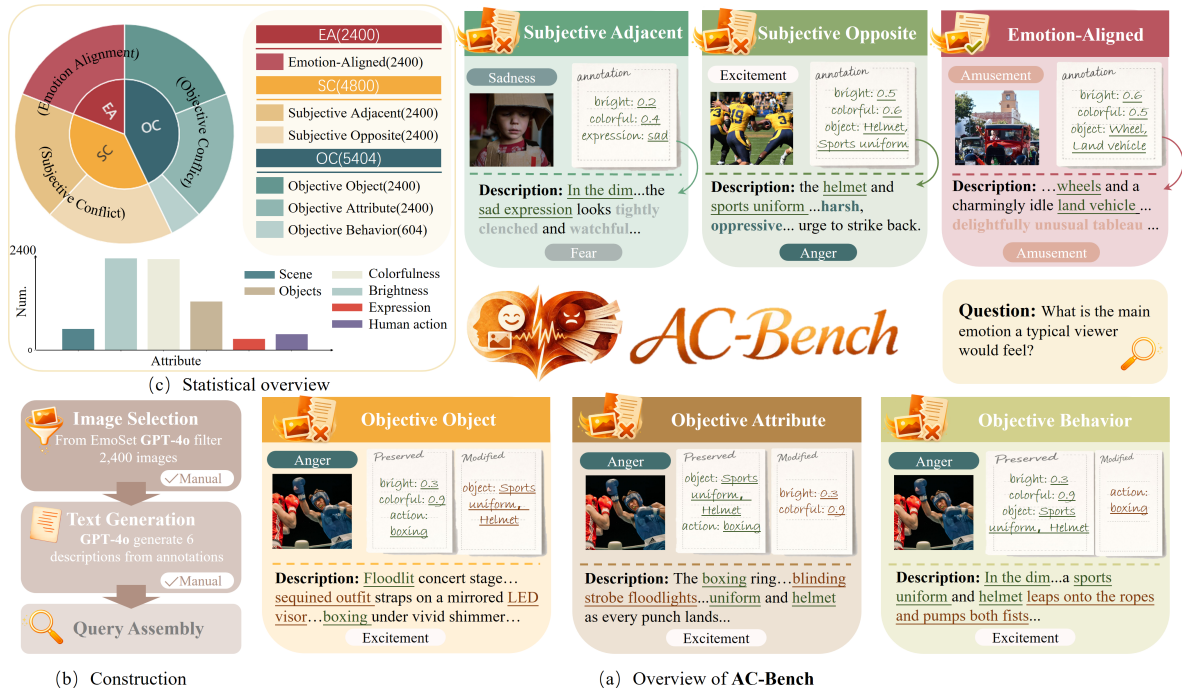 (Emotion Alignment)
(Objective Conflict)
(Subjective Conflict)
EA
OC
SC
EA(2400)
Emotion-Aligned(2400)
SC(4800)
Subjective Adjacent(2400)
Subjective Opposite(2400)
OC(5404)
Objective Object(2400)
Objective Attribute(2400)
Objective Behavior(604)
2400
Num.
0
Attribute
Scene
Objects
Colorfulness
Brightness
Expression
Human action
(c) Statistical overview
Subjective Adjacent
Sadness
annotation
bright: 0.2
colorful: 0.4
expression: sad
Description: In the dim...the
sad expression looks tightly
clenched and watchful...
Fear
Subjective Opposite
Excitement
annotation
bright: 0.5
colorful: 0.6
object: Helmet,
Sports uniform
Description: the helmet and
sports uniform ...harsh,
oppressive... urge to strike back.
Anger
Emotion-Aligned
Amusement
annotation
bright: 0.6
colorful: 0.5
object: Wheel,
Land vehicle
Description: …wheels and a
charmingly idle land vehicle ...
delightfully unusual tableau ...
Amusement
AC-Bench
Question: What is the main
emotion a typical viewer
would feel?
Image Selection
From EmoSet GPT-4o filter
2,400 images
Manual
Text Generation
GPT-4o generate 6
descriptions from annotations
Manual
Query Assembly
(b) Construction
Objective Object
Anger
Preserved
bright: 0.3
colorful: 0.9
action:
boxing
Modified
object: Sports
uniform,
Helmet
Description: Floodlit concert stage…
sequined outfit straps on a mirrored LED
visor…boxing under vivid shimmer…
Excitement
Objective Attribute
Anger
Preserved
object: Sports
uniform,
Helmet
action: boxing
Modified
bright: 0.3
colorful: 0.9
Description: The boxing ring…blinding
strobe floodlights...uniform and helmet
as every punch lands...
Excitement
Objective Behavior
Anger
Preserved
bright: 0.3
colorful: 0.9
object: Sports
uniform, Helmet
Modified
action:
boxing
Description: In the dim...a sports
uniform and helmet leaps onto the ropes
and pumps both fists...
Excitement
(a) Overview of AC-Bench